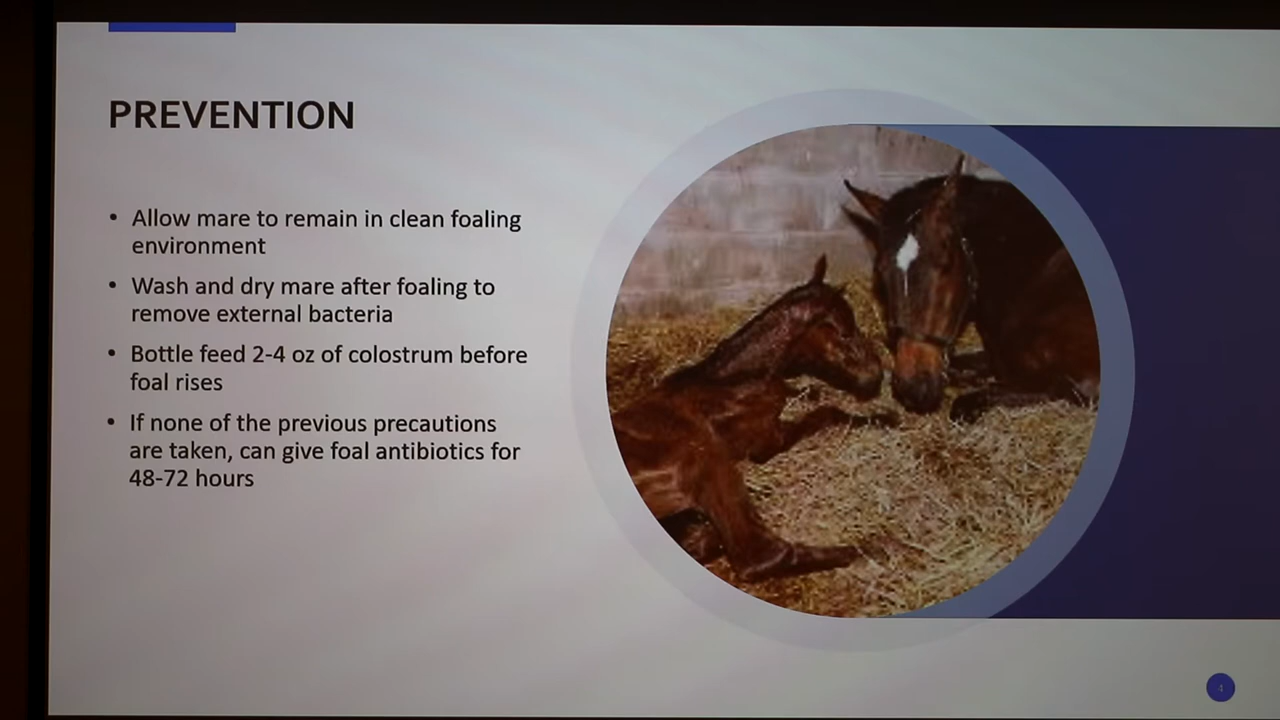 PREVENTION
• Allow mare to remain in clean foaling
environment
• Wash and dry mare after foaling to
remove external bacteria
• Bottle feed 2-4 oz of colostrum before
foal rises
• If none of the previous precautions
are taken, can give foal antibiotics for
48-72 hours
4